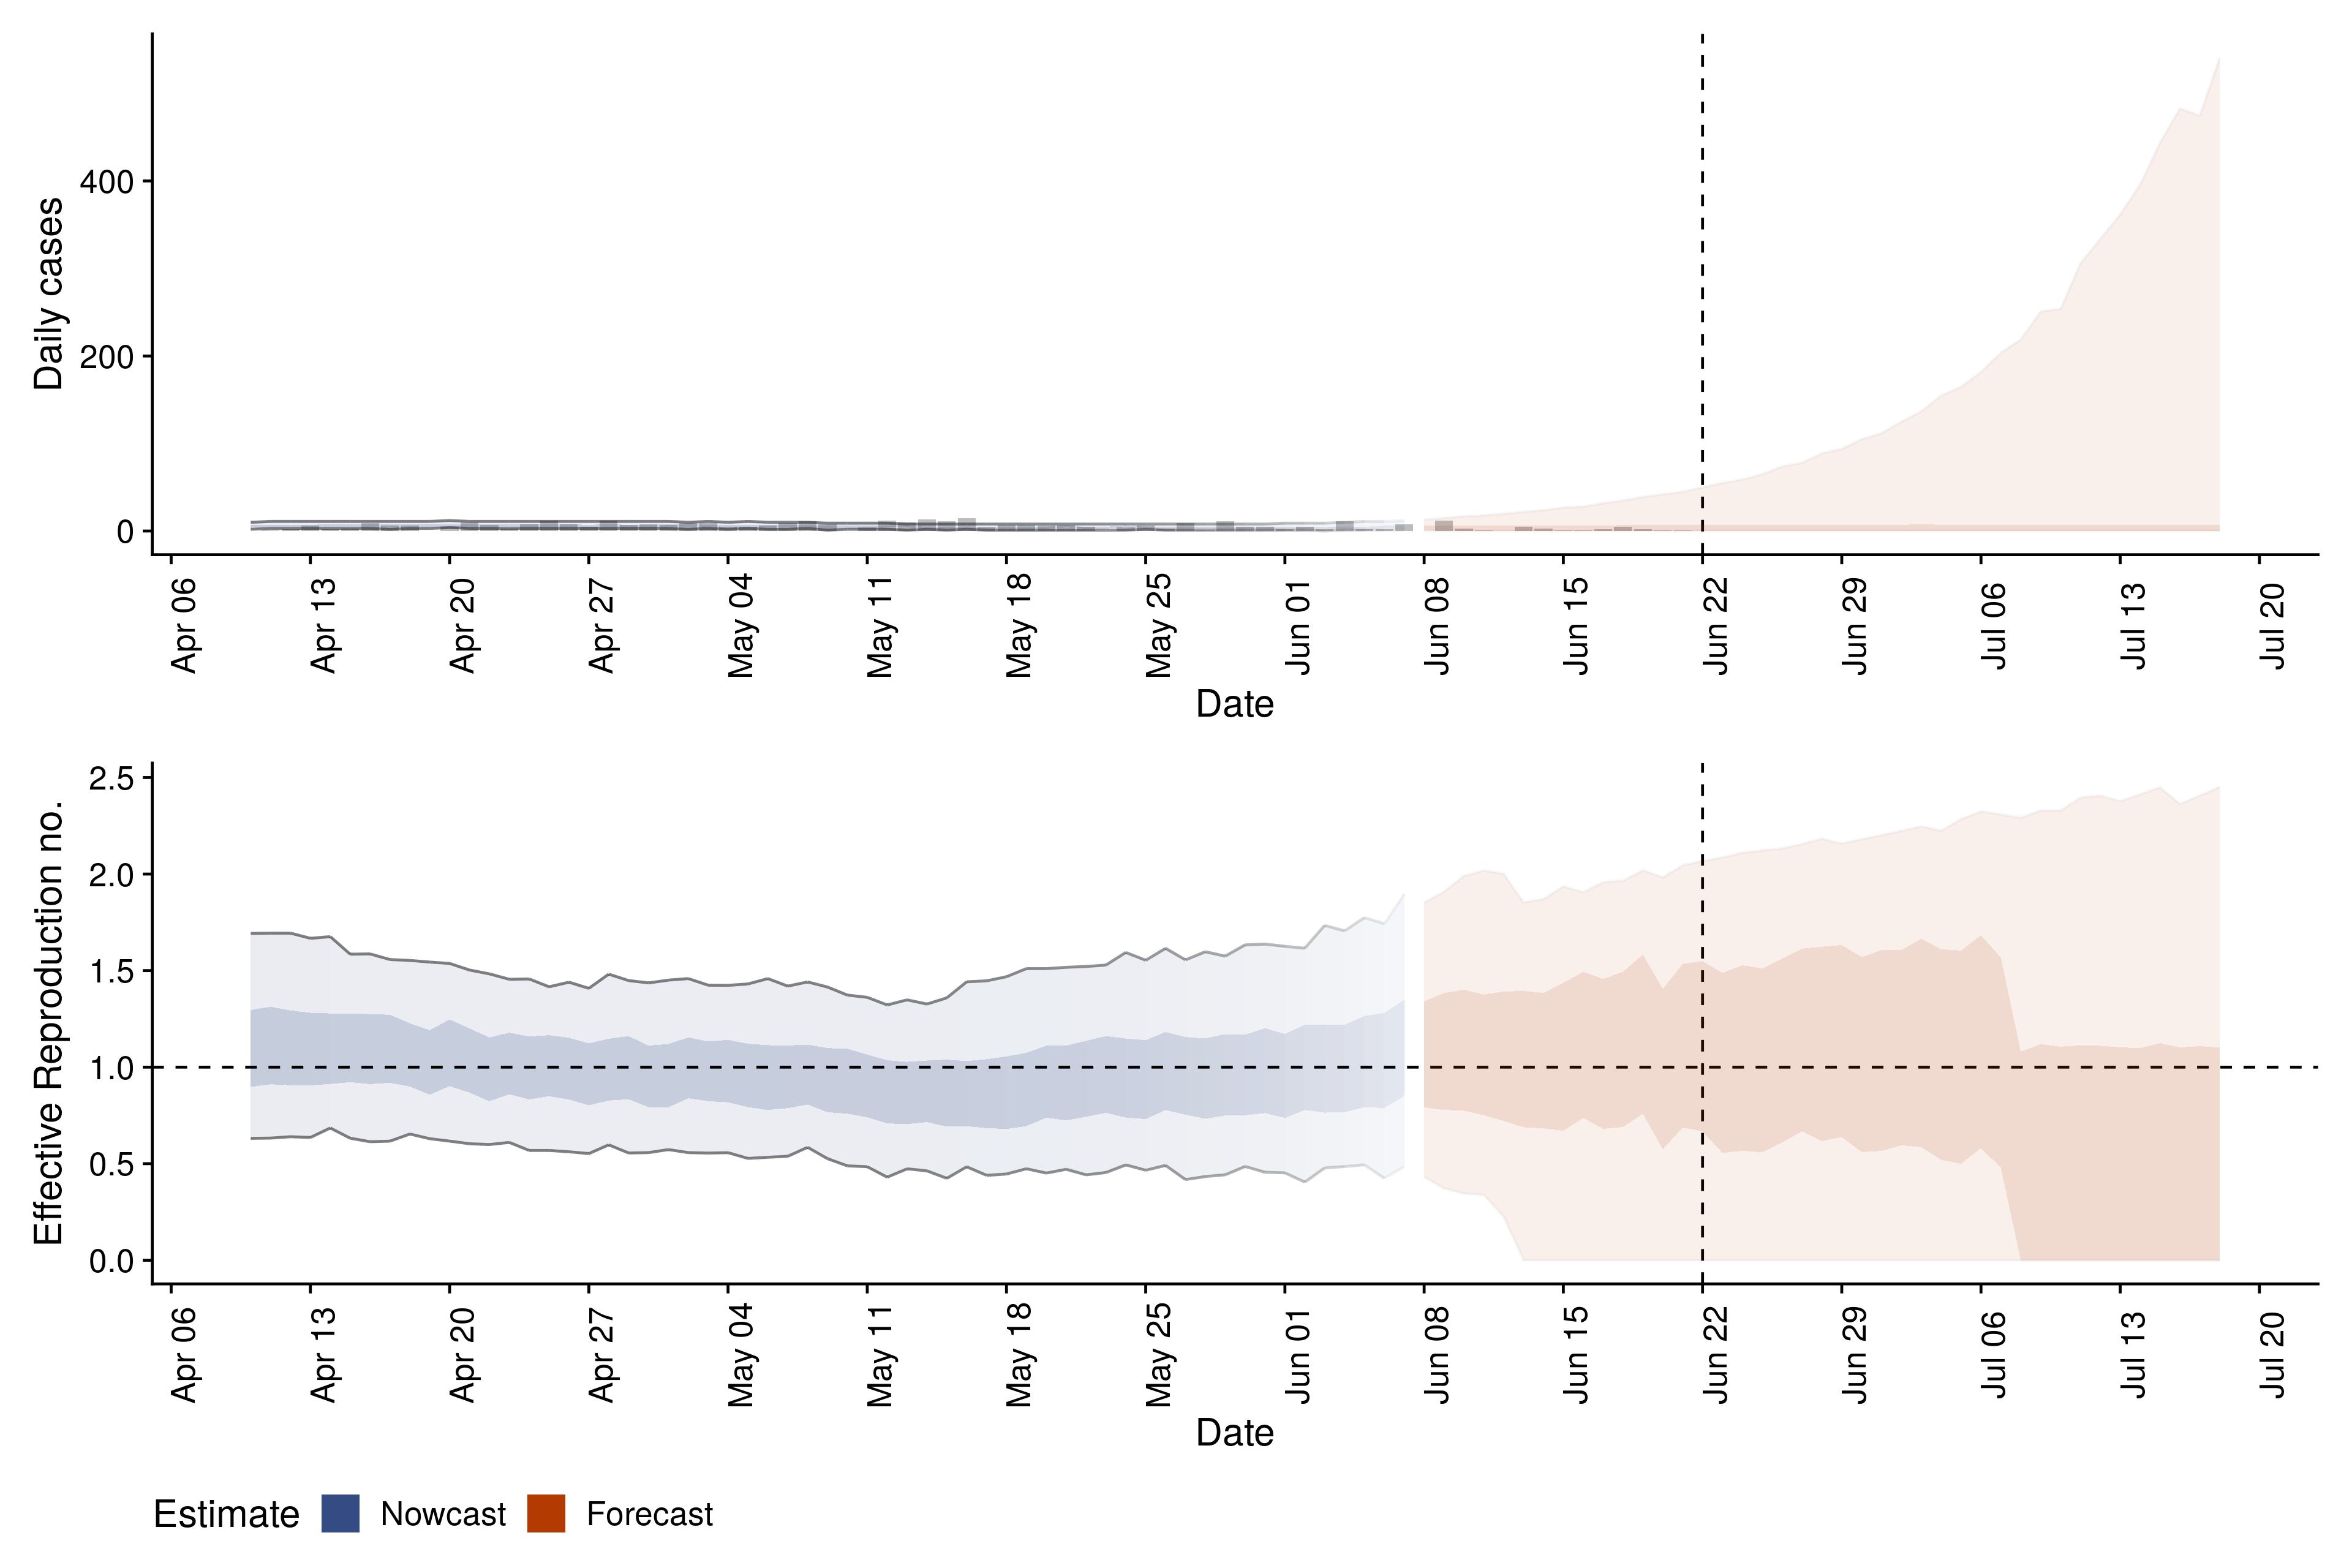 Daily cases
400
200
0
Apr 06
Apr 13
Apr 20
Apr 27
May 04
May 11
May 18
May 25
Jun 01
Jun 08
Jun 15
Jun 22
Jun 29
Jul 06
Jul 13
Jul 20
Date
Effective Reproduction no.
2.5
2.0
1.5
1.0
0.5
0.0
Apr 06
Apr 13
Apr 20
Apr 27
May 04
May 11
May 18
May 25
Jun 01
Jun 08
Jun 15
Jun 22
Jun 29
Jul 06
Jul 13
Jul 20
Date
Estimate Nowcast Forecast